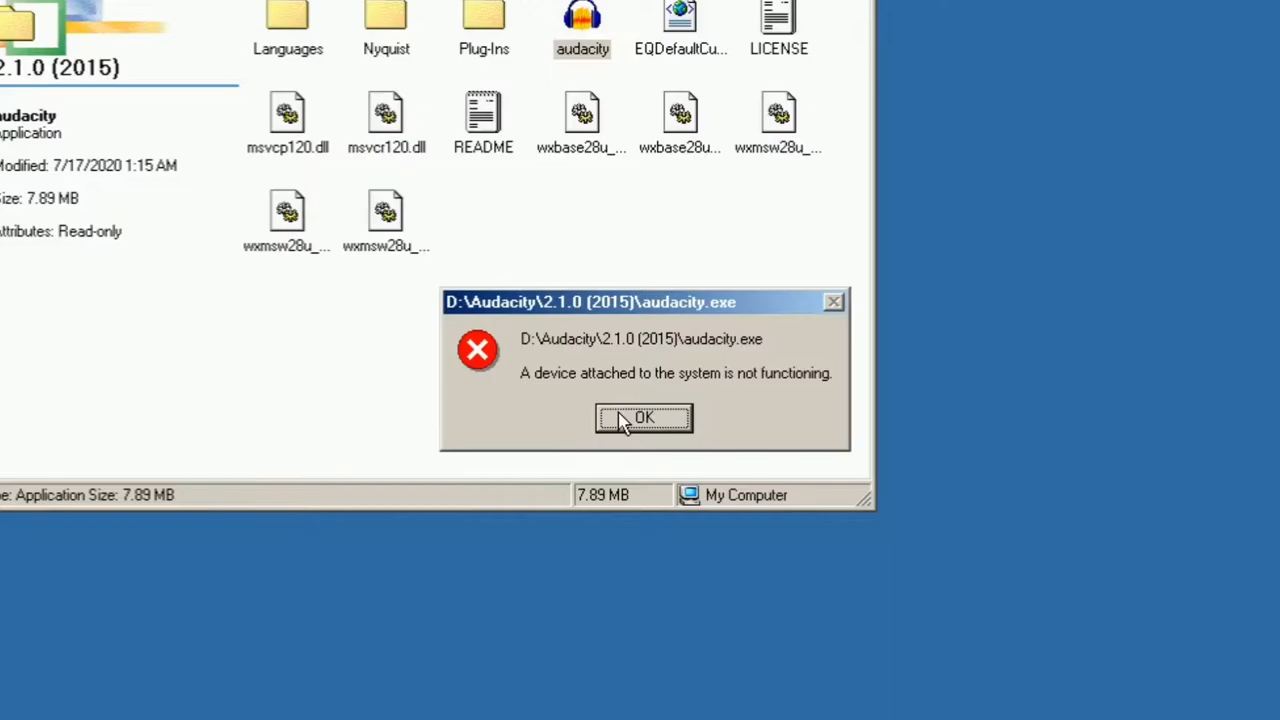 Languages
Nyquist
Plug-Ins
audacity
EQDefaultCu...
LICENSE
2.1.0 (2015)
audacity
Application
Modified: 7/17/2020 1:15 AM
Size: 7.89 MB
Attributes: Read-only
msvcp120.dll
msvcr120.dll
README
wxbase28u_...
wxbase28u...
wxmsw28u_...
wxmsw28u_...
wxmsw28u_...
D:\Audacity\2.1.0 (2015)\audacity.exe
D:\Audacity\2.1.0 (2015)\audacity.exe
A device attached to the system is not functioning.
OK
e: Application Size: 7.89 MB
7.89 MB
My Computer